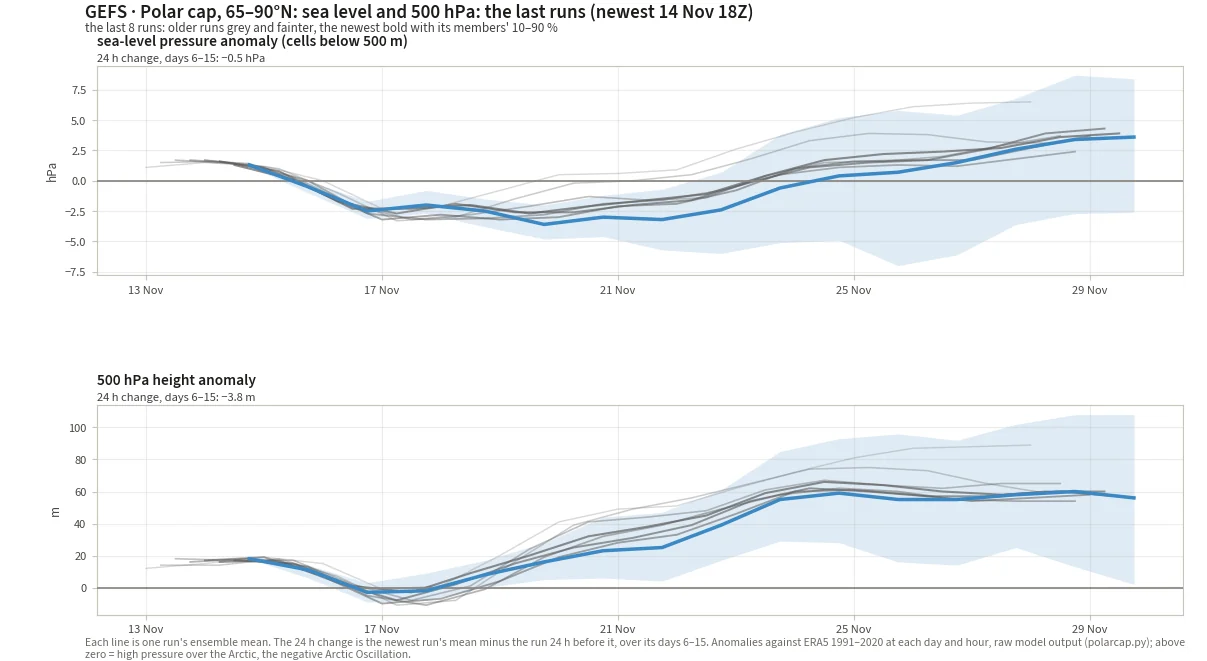 GEFS · Polar cap, 65–90°N: sea level and 500 hPa: the last runs (newest 14 Nov 18Z)
the last 8 runs: older runs grey and fainter, the newest bold with its members' 10–90 %
sea-level pressure anomaly (cells below 500 m)
24 h change, days 6–15: −0.5 hPa
7.5
5.0
2.5
0.0
−2.5
−5.0
−7.5
hPa
13 Nov
17 Nov
21 Nov
25 Nov
29 Nov
500 hPa height anomaly
24 h change, days 6–15: −3.8 m
100
80
60
40
20
0
m
13 Nov
17 Nov
21 Nov
25 Nov
29 Nov
Each line is one run's ensemble mean. The 24 h change is the newest run's mean minus the run 24 h before it, over its days 6–15. Anomalies against ERA5 1991–2020 at each day and hour, raw model output (polarcap.py); above
zero = high pressure over the Arctic, the negative Arctic Oscillation.